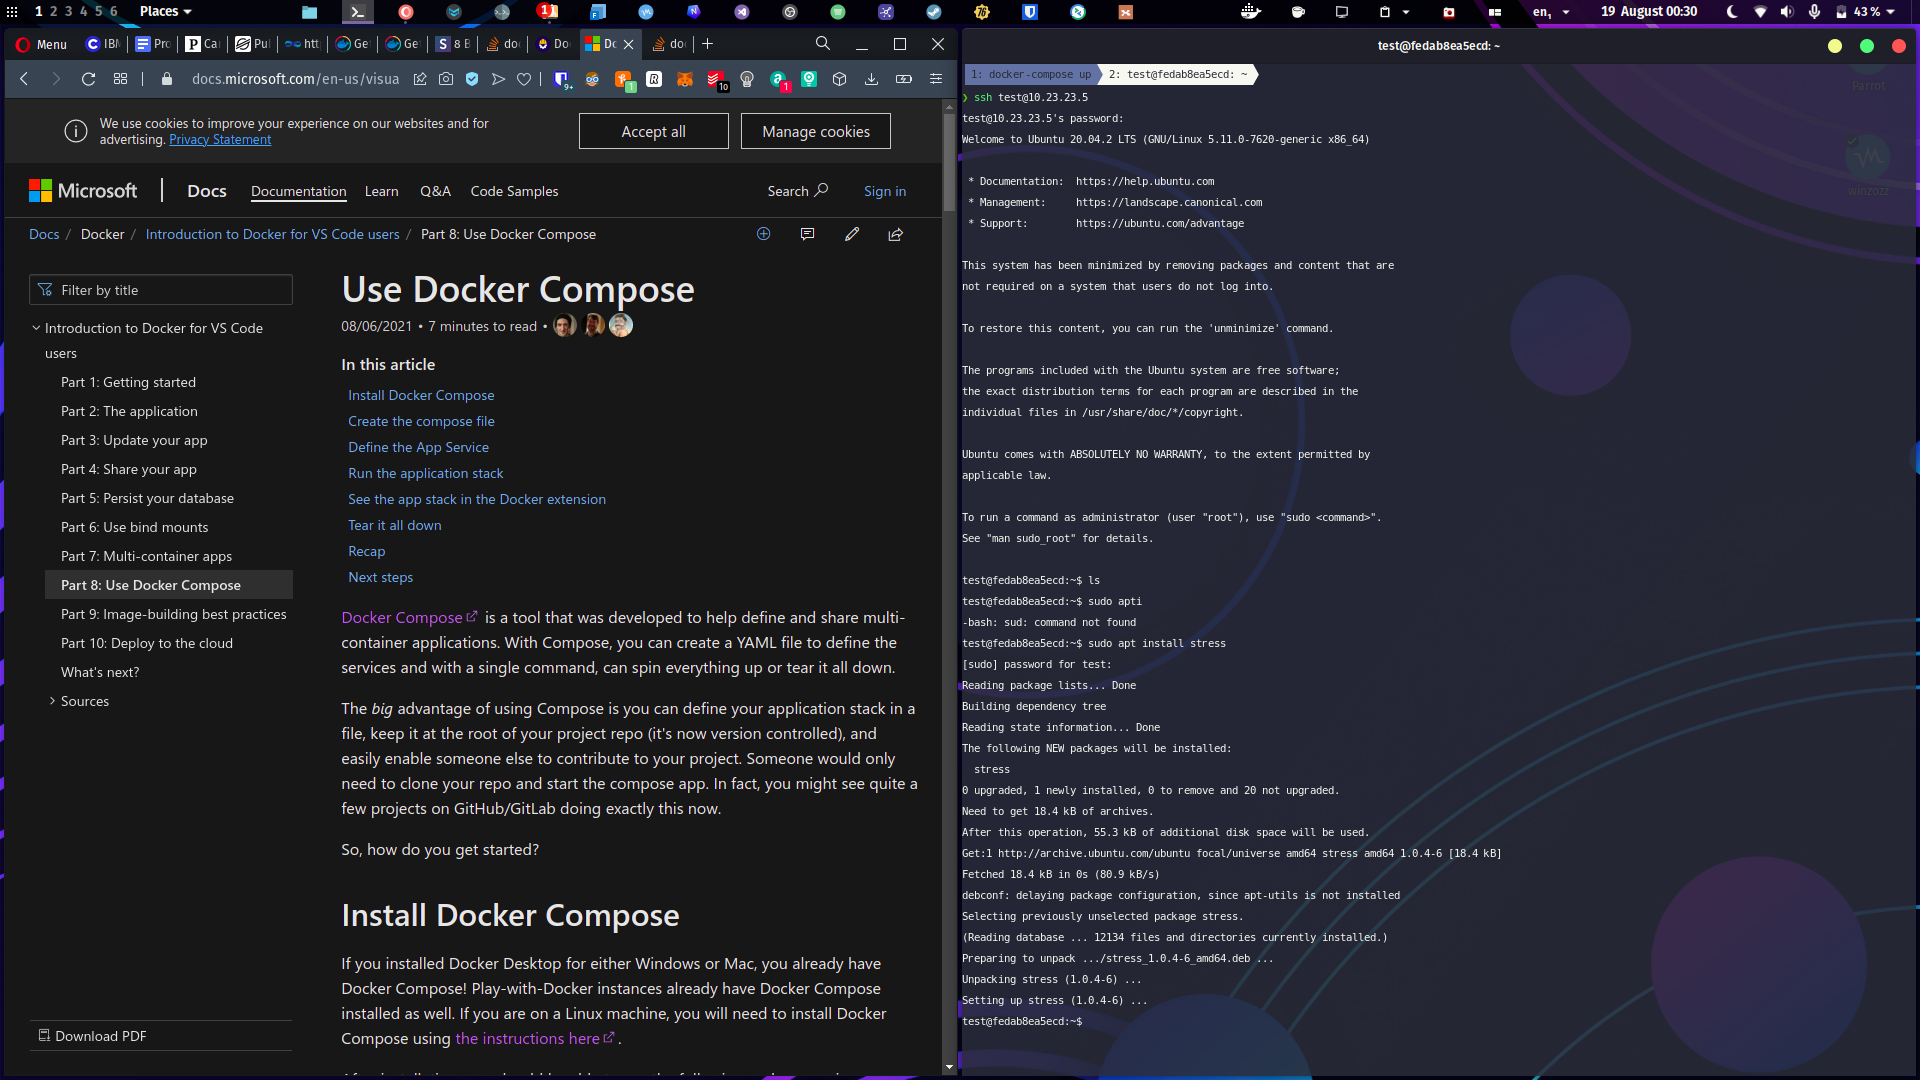 1 2 3 4 5 6 Places
1
en1
19 August 00:30
43 %
Menu
IBM
Pro
Ca
Pul
http
Get
Get
8 B
doc
Do
Dc
doc
docs.microsoft.com/en-us/visua
9+
1
10
1
We use cookies to improve your experience on our websites and for
advertising. Privacy Statement
Accept all
Manage cookies
Microsoft
Docs
Documentation
Learn
Q&A
Code Samples
Search
Sign in
Docs / Docker / Introduction to Docker for VS Code users / Part 8: Use Docker Compose
Filter by title
Introduction to Docker for VS Code
users
Part 1: Getting started
Part 2: The application
Part 3: Update your app
Part 4: Share your app
Part 5: Persist your database
Part 6: Use bind mounts
Part 7: Multi-container apps
Part 8: Use Docker Compose
Part 9: Image-building best practices
Part 10: Deploy to the cloud
What's next?
Sources
Download PDF
Use Docker Compose
08/06/2021 • 7 minutes to read •
In this article
Install Docker Compose
Create the compose file
Define the App Service
Run the application stack
See the app stack in the Docker extension
Tear it all down
Recap
Next steps
Docker Compose is a tool that was developed to help define and share multi-
container applications. With Compose, you can create a YAML file to define the
services and with a single command, can spin everything up or tear it all down.
The big advantage of using Compose is you can define your application stack in a
file, keep it at the root of your project repo (it's now version controlled), and
easily enable someone else to contribute to your project. Someone would only
need to clone your repo and start the compose app. In fact, you might see quite a
few projects on GitHub/GitLab doing exactly this now.
So, how do you get started?
Install Docker Compose
If you installed Docker Desktop for either Windows or Mac, you already have
Docker Compose! Play-with-Docker instances already have Docker Compose
installed as well. If you are on a Linux machine, you will need to install Docker
Compose using the instructions here .
test@fedab8ea5ecd: ~
1: docker-compose up
2: test@fedab8ea5ecd: ~
Parrot
winzozz
❯ ssh test@10.23.23.5
test@10.23.23.5's password:
Welcome to Ubuntu 20.04.2 LTS (GNU/Linux 5.11.0-7620-generic x86_64)
* Documentation:  https://help.ubuntu.com
* Management:     https://landscape.canonical.com
* Support:        https://ubuntu.com/advantage
This system has been minimized by removing packages and content that are
not required on a system that users do not log into.
To restore this content, you can run the 'unminimize' command.
The programs included with the Ubuntu system are free software;
the exact distribution terms for each program are described in the
individual files in /usr/share/doc/*/copyright.
Ubuntu comes with ABSOLUTELY NO WARRANTY, to the extent permitted by
applicable law.
To run a command as administrator (user "root"), use "sudo <command>".
See "man sudo_root" for details.
test@fedab8ea5ecd:~$ ls
test@fedab8ea5ecd:~$ sudo apti
-bash: sud: command not found
test@fedab8ea5ecd:~$ sudo apt install stress
[sudo] password for test:
Reading package lists... Done
Building dependency tree
Reading state information... Done
The following NEW packages will be installed:
stress
0 upgraded, 1 newly installed, 0 to remove and 20 not upgraded.
Need to get 18.4 kB of archives.
After this operation, 55.3 kB of additional disk space will be used.
Get:1 http://archive.ubuntu.com/ubuntu focal/universe amd64 stress amd64 1.0.4-6 [18.4 kB]
Fetched 18.4 kB in 0s (80.9 kB/s)
debconf: delaying package configuration, since apt-utils is not installed
Selecting previously unselected package stress.
(Reading database ... 12134 files and directories currently installed.)
Preparing to unpack .../stress_1.0.4-6_amd64.deb ...
Unpacking stress (1.0.4-6) ...
Setting up stress (1.0.4-6) ...
test@fedab8ea5ecd:~$